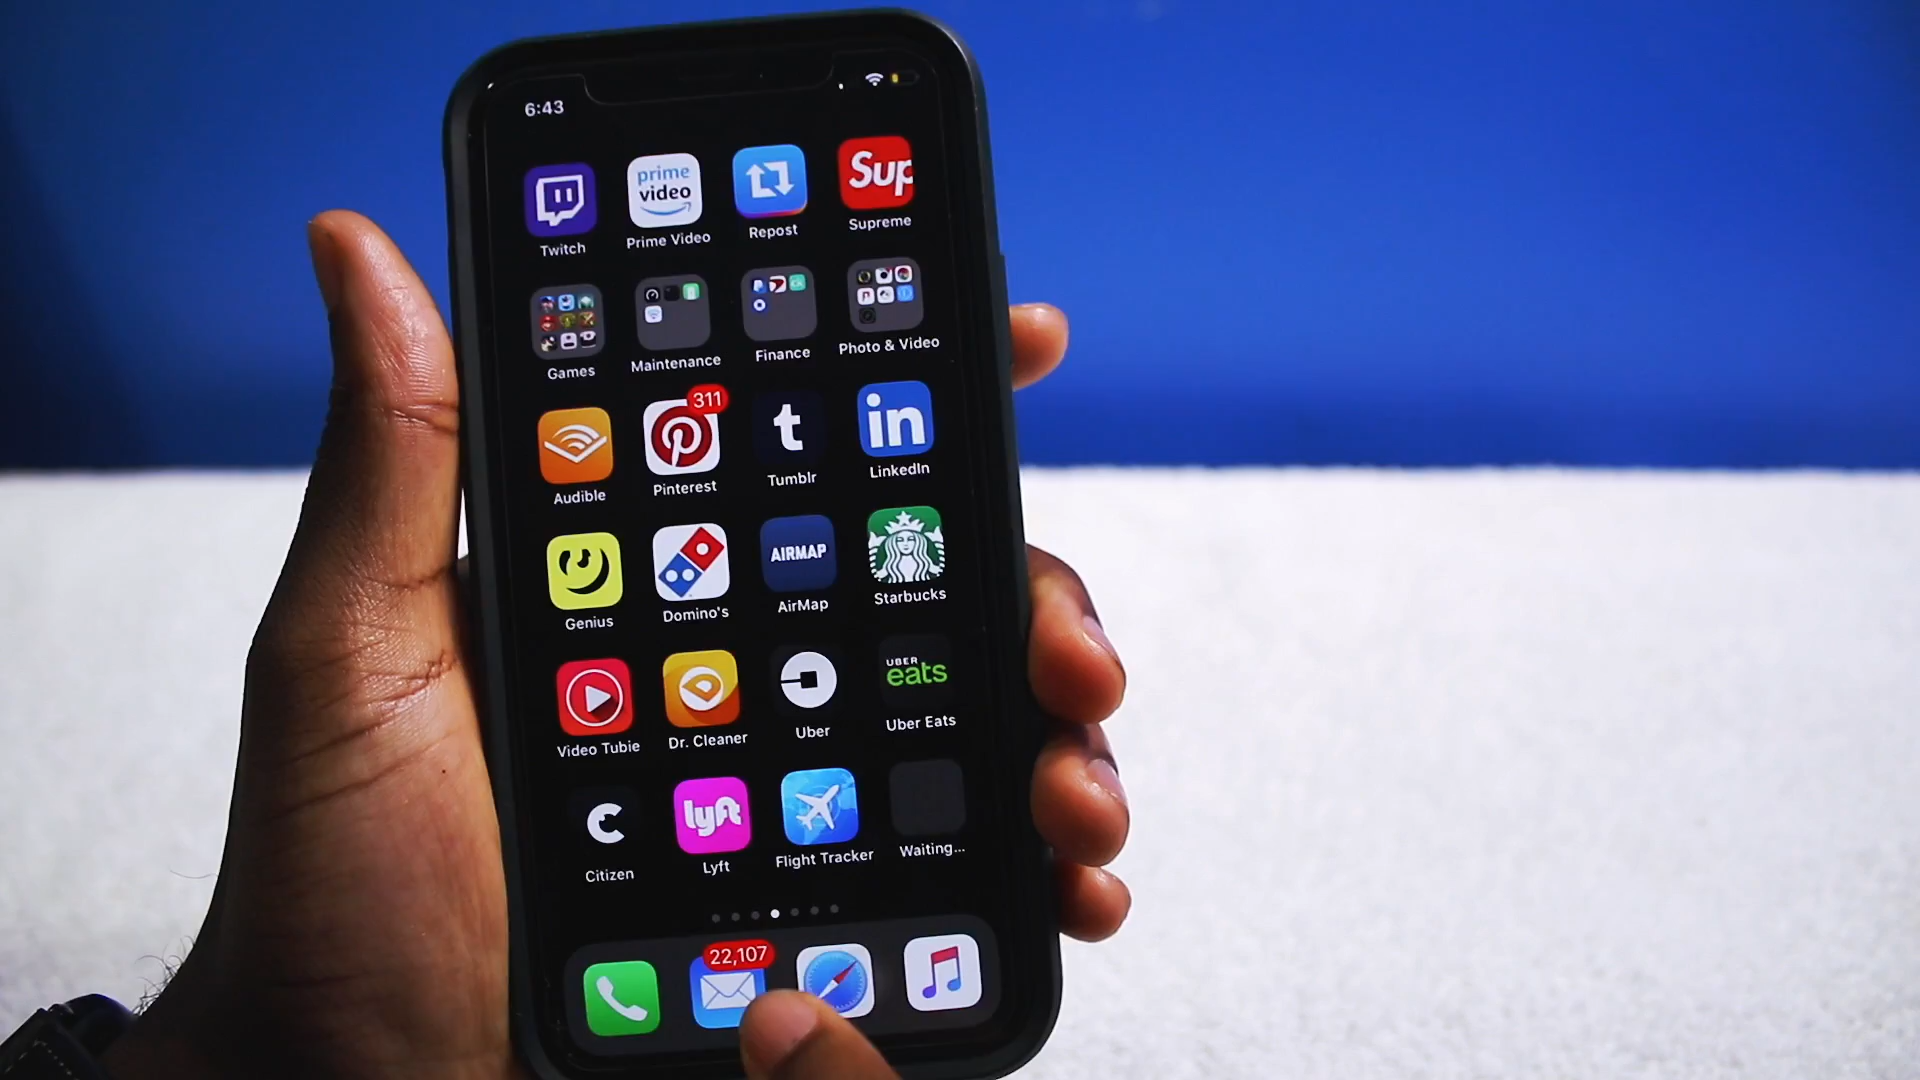 6:43
prime
video
Sup
Twitch
Prime Video
Repost
Supreme
Games
Maintenance
Finance
Photo & Video
311
t
in
Audible
Pinterest
Tumblr
LinkedIn
AIRMAP
Genius
Domino's
AirMap
Starbucks
UBER
eats
Video Tubie
Dr. Cleaner
Uber
Uber Eats
C
lyft
Citizen
Lyft
Flight Tracker
Waiting...
22,107